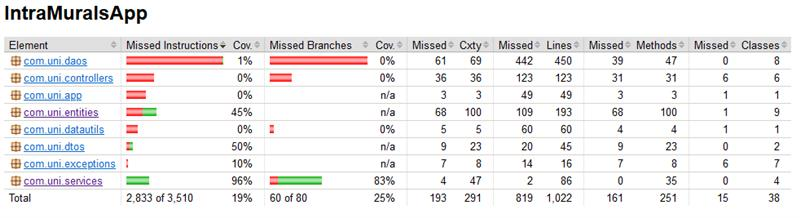 IntraMuralsApp
Element Missed Instructions Cov. Missed Branches Cov. Missed Cxty Missed Lines Missed Methods Missed Classes
com.uni.daos 1% 0% 61 69 442 450 39 47 0 8
com.uni.controllers 0% 0% 36 36 123 123 31 31 6 6
com.uni.app 0% n/a 3 3 49 49 3 3 1 1
com.uni.entities 45% n/a 68 100 109 193 68 100 1 9
com.uni.datautils 0% 0% 5 5 60 60 4 4 1 1
com.uni.dtos 50% n/a 9 23 20 45 9 23 0 2
com.uni.exceptions 10% n/a 7 8 14 16 7 8 6 7
com.uni.services 96% 83% 4 47 2 86 0 35 0 4
Total 2,833 of 3,510 19% 60 of 80 25% 193 291 819 1,022 161 251 15 38